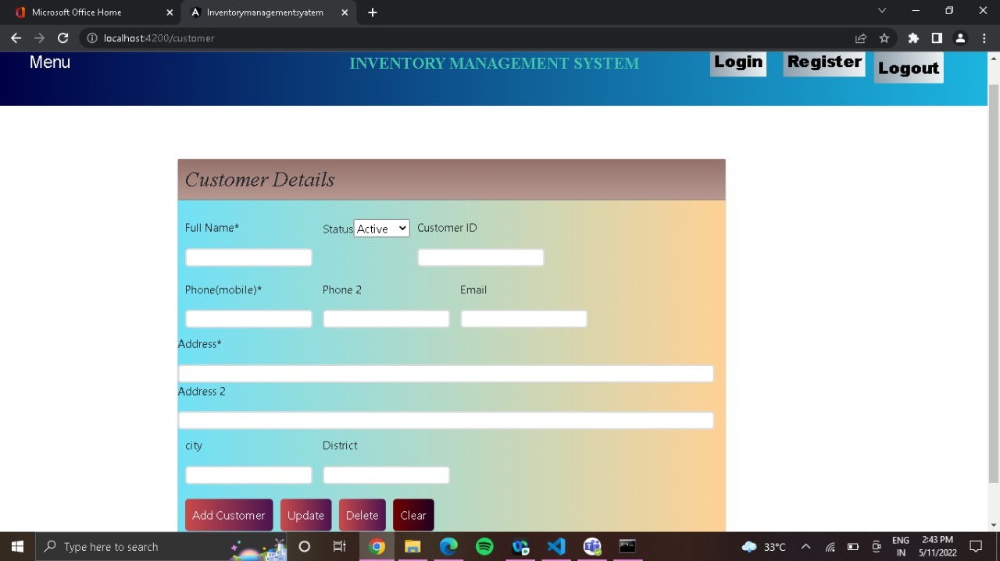 Microsoft Office Home
Inventorymanagementsyatem
localhost:4200/customer
Menu
INVENTORY MANAGEMENT SYSTEM
Login
Register
Logout
Customer Details
Full Name*
Status
Active
Customer ID
Phone(mobile)*
Phone 2
Email
Address*
Address 2
city
District
Add Customer
Update
Delete
Clear
Type here to search
33°C
ENG
IN
2:43 PM
5/11/2022